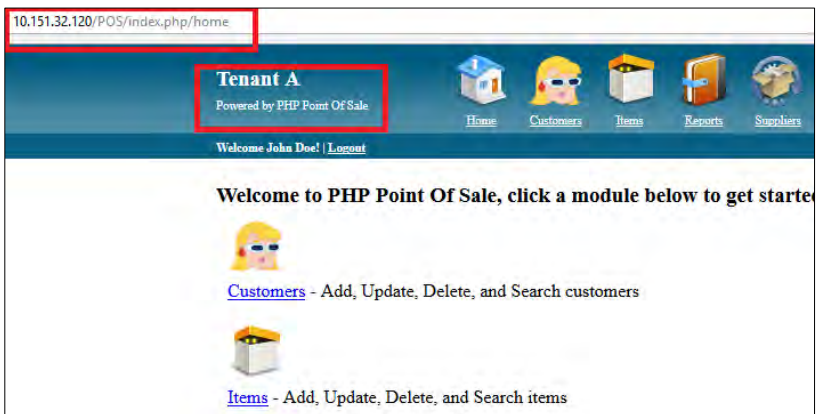 10.151.32.120/POS/index.php/home
Tenant A
Powered by PHP Point Of Sale
Home Customers Items Reports Suppliers
Welcome John Doe! | Logout
Welcome to PHP Point Of Sale, click a module below to get starte
Customers - Add, Update, Delete, and Search customers
Items - Add, Update, Delete, and Search items